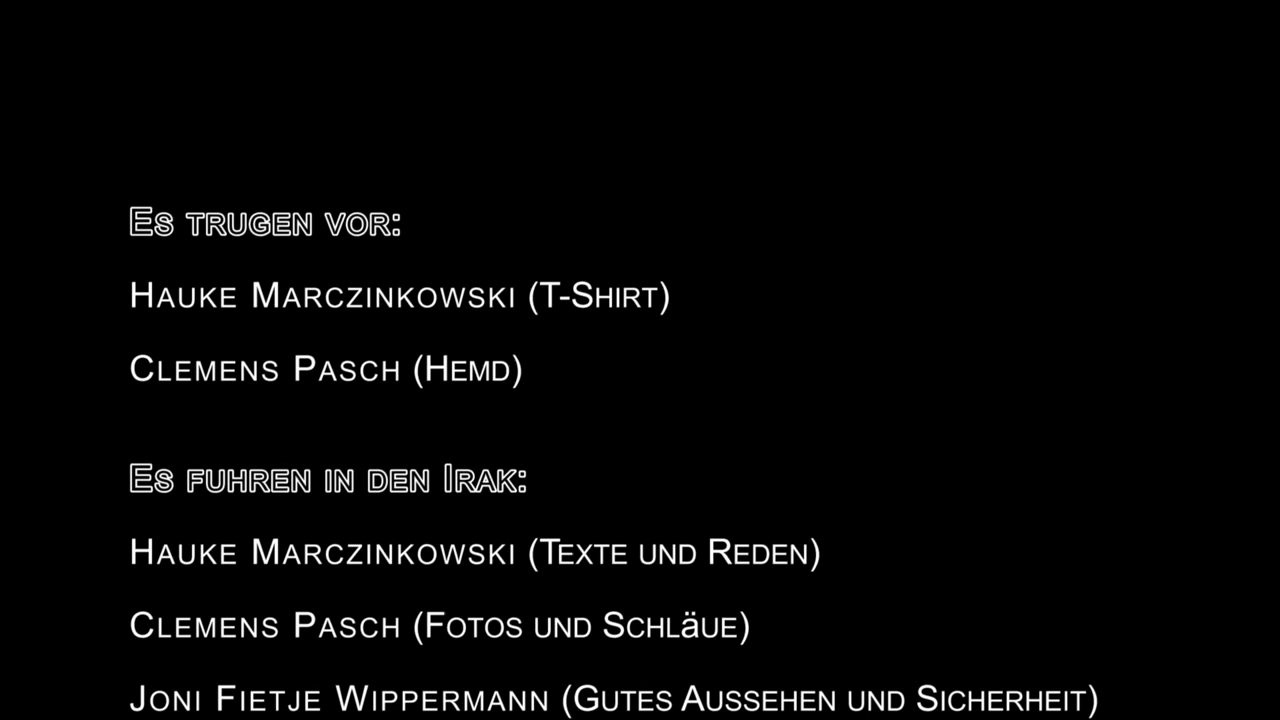 Es trugen vor:
Hauke Marczinkowski (T-Shirt)
Clemens Pasch (Hemd)
Es fuhren in den Irak:
Hauke Marczinkowski (Texte und Reden)
Clemens Pasch (Fotos und Schläue)
Joni Fietje Wippermann (Gutes Aussehen und Sicherheit)